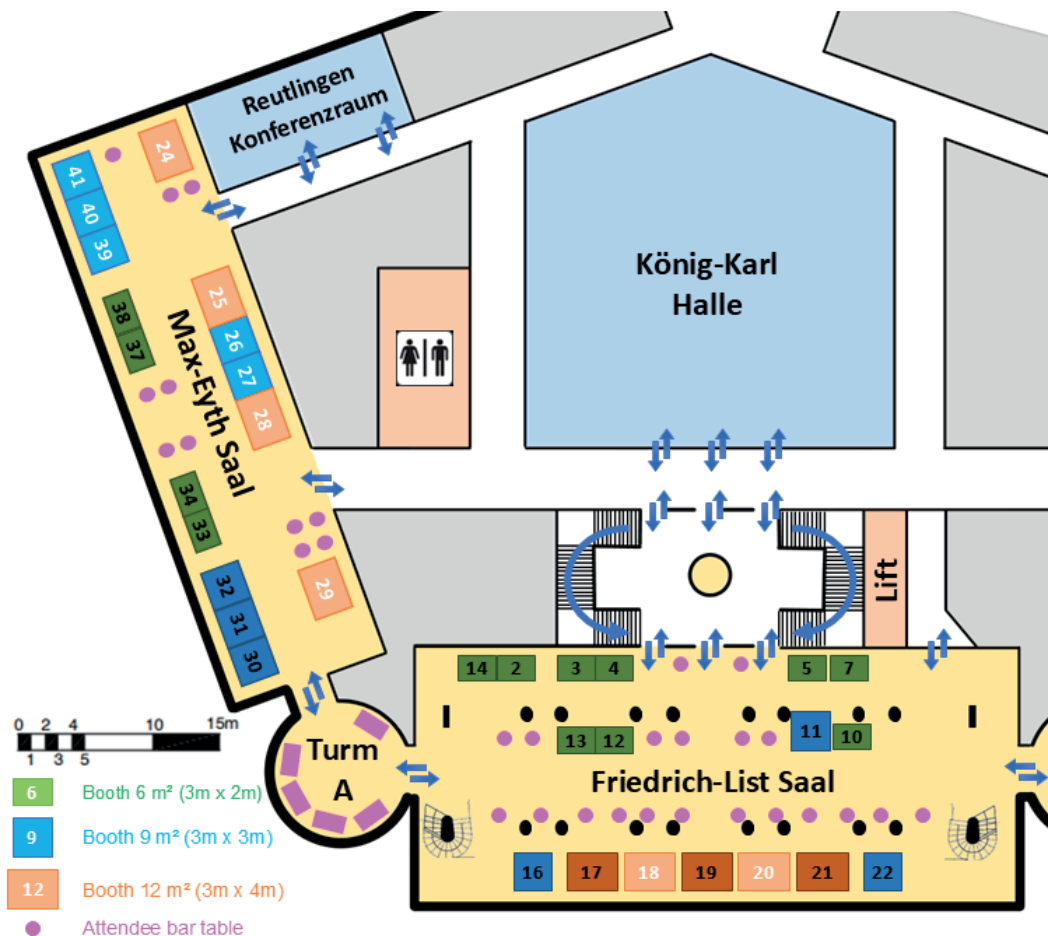 Reutlingen
Konferenzraum
24
41
40
39
König-Karl
Halle
25
38
26
37
27
Max-Eyth Saal
28
34
33
32
29
31
30
Lift
14 2 3 4 5 7
11
10
13 12
0 2 4 10 15m
1 3 5
Turm
A
Friedrich-List Saal
6 Booth 6 m² (3m x 2m)
9 Booth 9 m² (3m x 3m)
12 Booth 12 m² (3m x 4m)
Attendee bar table
16 17 18 19 20 21 22